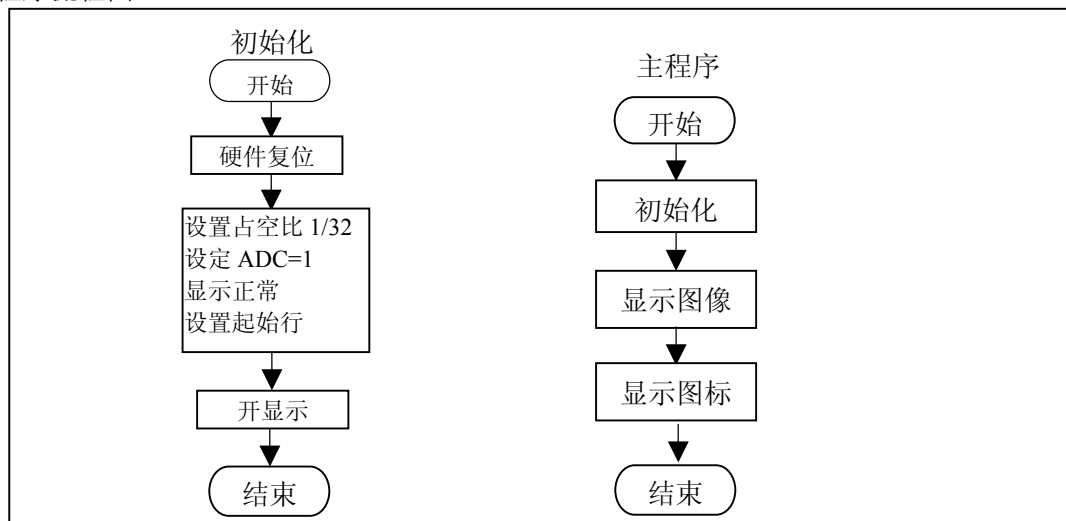 初始化
开始
硬件复位
设置占空比 1/32
设定 ADC=1
显示正常
设置起始行
开显示
结束
主程序
开始
初始化
显示图像
显示图标
结束